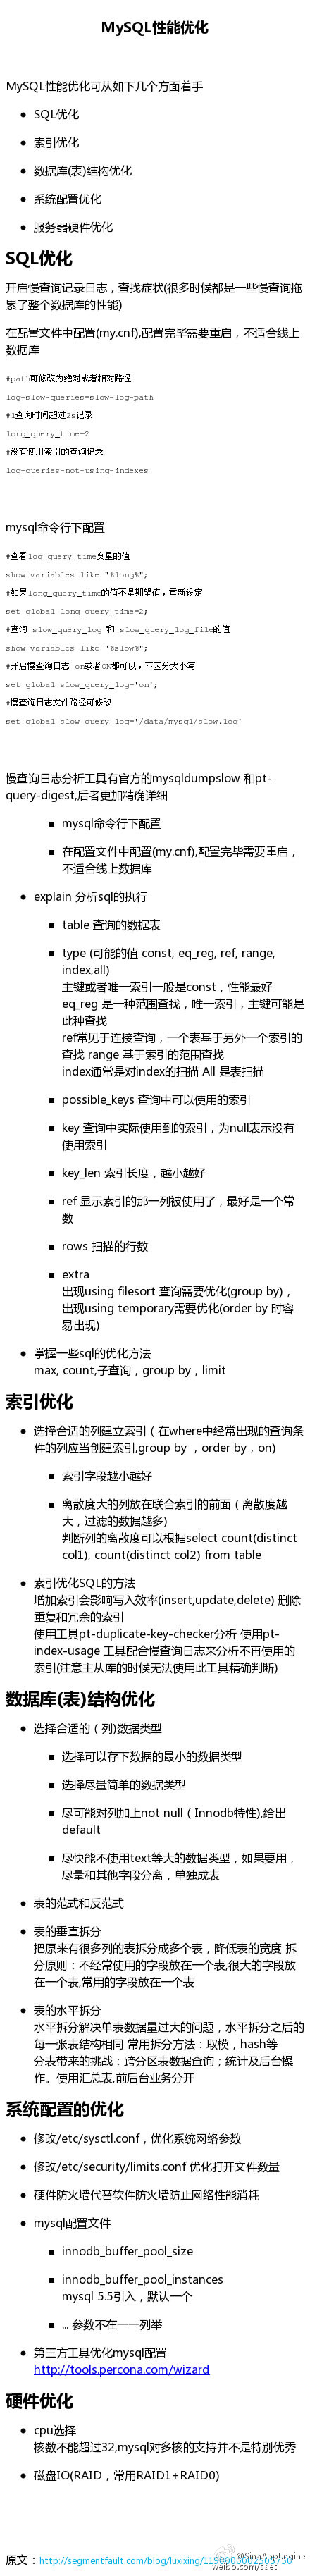 MySQL性能优化
MySQL性能优化可从如下几个方面着手
● SQL优化
● 索引优化
● 数据库(表)结构优化
● 系统配置优化
● 服务器硬件优化
SQL优化
开启慢查询记录日志，查找症状(很多时候都是一些慢查询拖
累了整个数据库的性能)
在配置文件中配置(my.cnf),配置完毕需要重启，不适合线上
数据库
#path可修改为绝对或者相对路径
log-slow-queries=slow-log-path
#l查询时间超过2s记录
long_query_time=2
#没有使用索引的查询记录
log-queries-not-using-indexes
mysql命令行下配置
#查看log_query_time变量的值
show variables like "%long%";
#如果long_query_time的值不是期望值，重新设定
set global long_query_time=2;
#查询 slow_query_log 和 slow_query_log_file的值
show variables like "%slow%";
#开启慢查询日志 on或者ON都可以，不区分大小写
set global slow_query_log='on';
#慢查询日志文件路径可修改
set global slow_query_log='/data/mysql/slow.log'
慢查询日志分析工具有官方的mysqldumpslow 和pt-
query-digest,后者更加精确详细
■ mysql命令行下配置
■ 在配置文件中配置(my.cnf),配置完毕需要重启，
不适合线上数据库
● explain 分析sql的执行
■ table 查询的数据表
■ type (可能的值 const, eq_reg, ref, range,
index,all)
主键或者唯一索引一般是const，性能最好
eq_reg 是一种范围查找，唯一索引，主键可能是
此种查找
ref常见于连接查询，一个表基于另外一个索引的
查找 range 基于索引的范围查找
index通常是对index的扫描 All 是表扫描
■ possible_keys 查询中可以使用的索引
■ key 查询中实际使用到的索引，为null表示没有
使用索引
■ key_len 索引长度，越小越好
■ ref 显示索引的那一列被使用了，最好是一个常
数
■ rows 扫描的行数
■ extra
出现using filesort 查询需要优化(group by)，
出现using temporary需要优化(order by 时容
易出现)
● 掌握一些sql的优化方法
max, count,子查询，group by，limit
索引优化
● 选择合适的列建立索引（在where中经常出现的查询条
件的列应当创建索引,group by ，order by，on)
■ 索引字段越小越好
■ 离散度大的列放在联合索引的前面（离散度越
大，过滤的数据越多)
判断列的离散度可以根据select count(distinct
col1), count(distinct col2) from table
● 索引优化SQL的方法
增加索引会影响写入效率(insert,update,delete) 删除
重复和冗余的索引
使用工具pt-duplicate-key-checker分析 使用pt-
index-usage 工具配合慢查询日志来分析不再使用的
索引(注意主从库的时候无法使用此工具精确判断)
数据库(表)结构优化
● 选择合适的（列)数据类型
■ 选择可以存下数据的最小的数据类型
■ 选择尽量简单的数据类型
■ 尽可能对列加上not null（Innodb特性),给出
default
■ 尽快能不使用text等大的数据类型，如果要用，
尽量和其他字段分离，单独成表
● 表的范式和反范式
● 表的垂直拆分
把原来有很多列的表拆分成多个表，降低表的宽度 拆
分原则：不经常使用的字段放在一个表,很大的字段放
在一个表,常用的字段放在一个表
● 表的水平拆分
水平拆分解决单表数据量过大的问题，水平拆分之后的
每一张表结构相同 常用拆分方法：取模，hash等
分表带来的挑战：跨分区表数据查询；统计及后台操
作。使用汇总表,前后台业务分开
系统配置的优化
● 修改/etc/sysctl.conf，优化系统网络参数
● 修改/etc/security/limits.conf 优化打开文件数量
● 硬件防火墙代替软件防火墙防止网络性能消耗
● mysql配置文件
■ innodb_buffer_pool_size
■ innodb_buffer_pool_instances
mysql 5.5引入，默认一个
■ ... 参数不在一一列举
● 第三方工具优化mysql配置
http://tools.percona.com/wizard
硬件优化
● cpu选择
核数不能超过32,mysql对多核的支持并不是特别优秀
● 磁盘IO(RAID，常用RAID1+RAID0)
原文：http://segmentfault.com/blog/luxixing/1190000002505750
@SinaAppEngine
weibo.com/saet